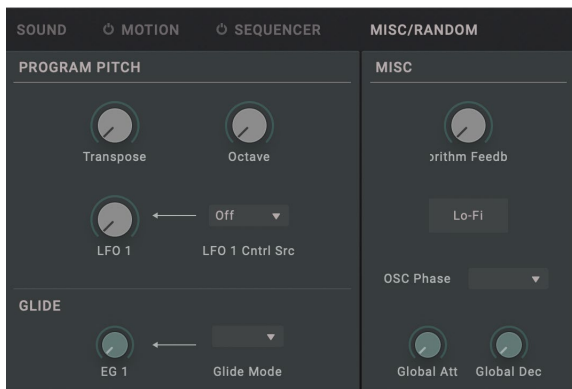 SOUND MOTION SEQUENCER MISC/RANDOM
PROGRAM PITCH
Transpose Octave
LFO 1 Off LFO 1 Cntrl Src
GLIDE
EG 1 Glide Mode
MISC
orithm Feedb
Lo-Fi
OSC Phase
Global Att Global Dec